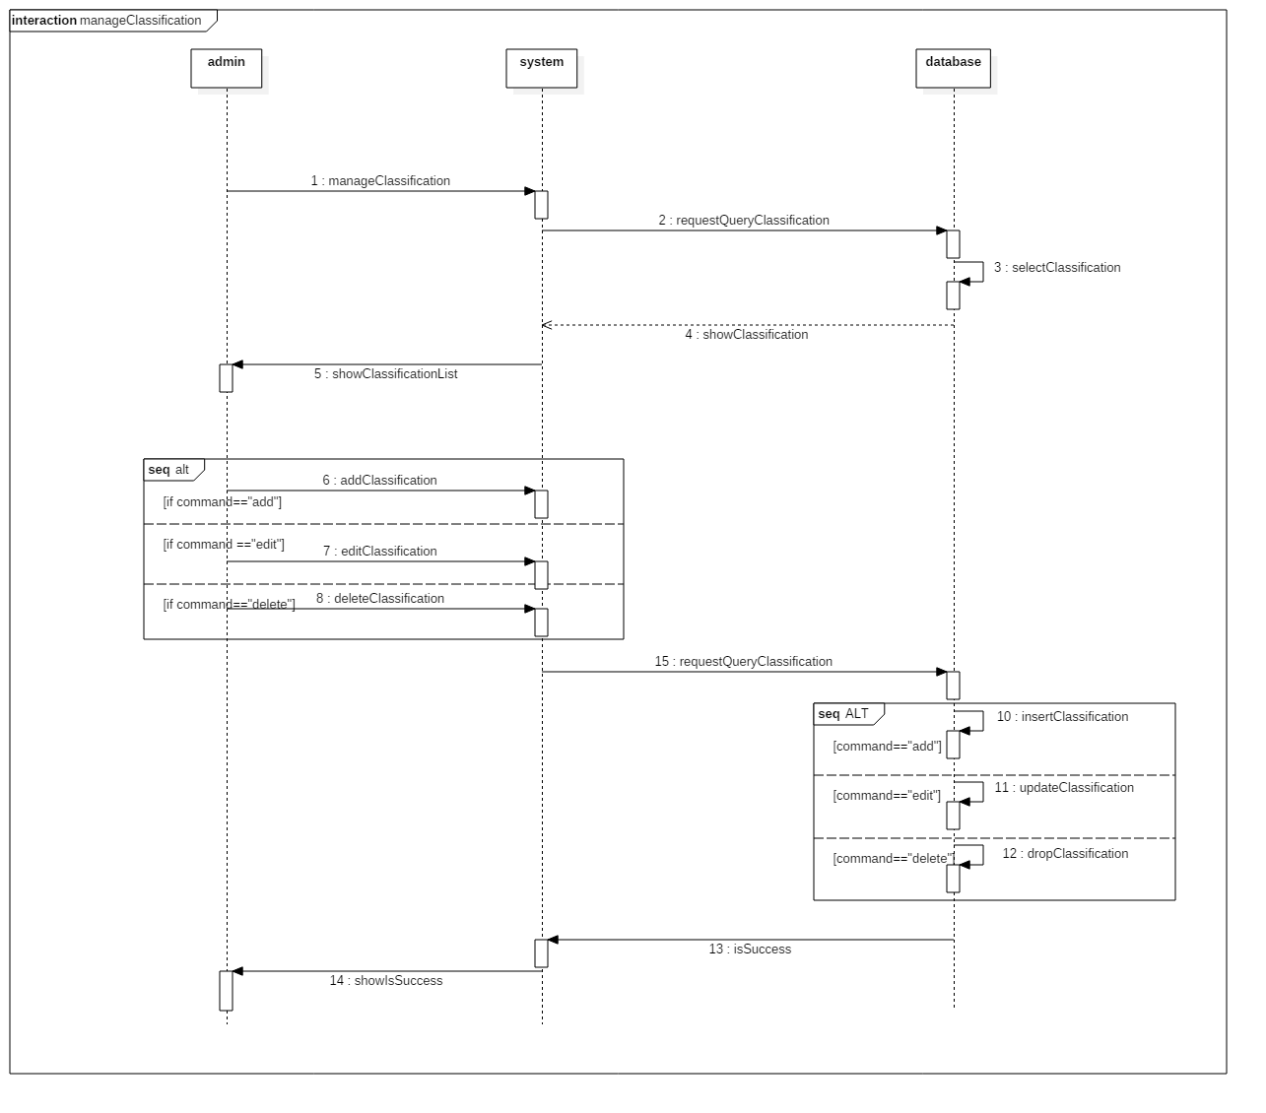 interaction manageClassification
admin
system
database
1 : manageClassification
2 : requestQueryClassification
3 : selectClassification
4 : showClassification
5 : showClassificationList
seq alt
6 : addClassification
[if command=="add"]
[if command =="edit"]
7 : editClassification
8 : deleteClassification
[if command=="delete"]
15 : requestQueryClassification
seq ALT
10 : insertClassification
[command=="add"]
11 : updateClassification
[command=="edit"]
12 : dropClassification
[command=="delete"]
13 : isSuccess
14 : showIsSuccess